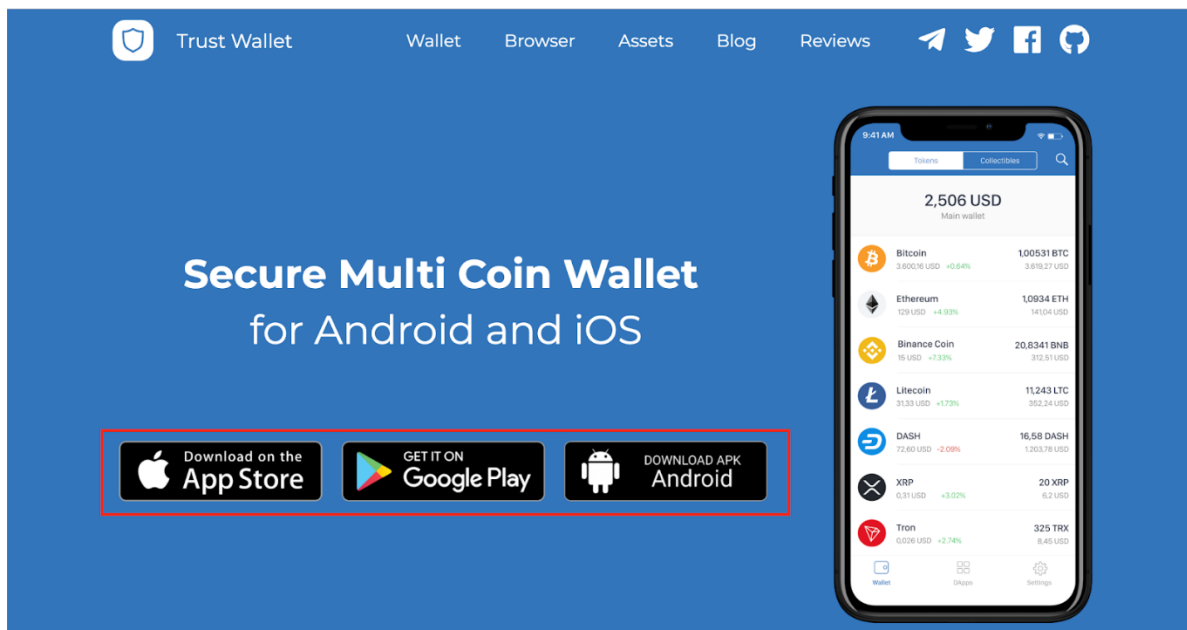 Trust Wallet
Wallet Browser Assets Blog Reviews
Secure Multi Coin Wallet
for Android and iOS
Download on the
App Store
GET IT ON
Google Play
DOWNLOAD APK
Android
9:41 AM
Tokens Collectibles
2,506 USD
Main wallet
Bitcoin 1,00531 BTC
3.600,16 USD +0.64% 3.619,27 USD
Ethereum 1,0934 ETH
129 USD +4.93% 141,04 USD
Binance Coin 20,8341 BNB
15 USD +7.33% 312,51 USD
Litecoin 11,243 LTC
31,33 USD +1.73% 352,24 USD
DASH 16,58 DASH
72,60 USD -2.09% 1.203,78 USD
XRP 20 XRP
0,31 USD +3.02% 6,2 USD
Tron 325 TRX
0,026 USD +2.74% 8,45 USD
Wallet DApps Settings